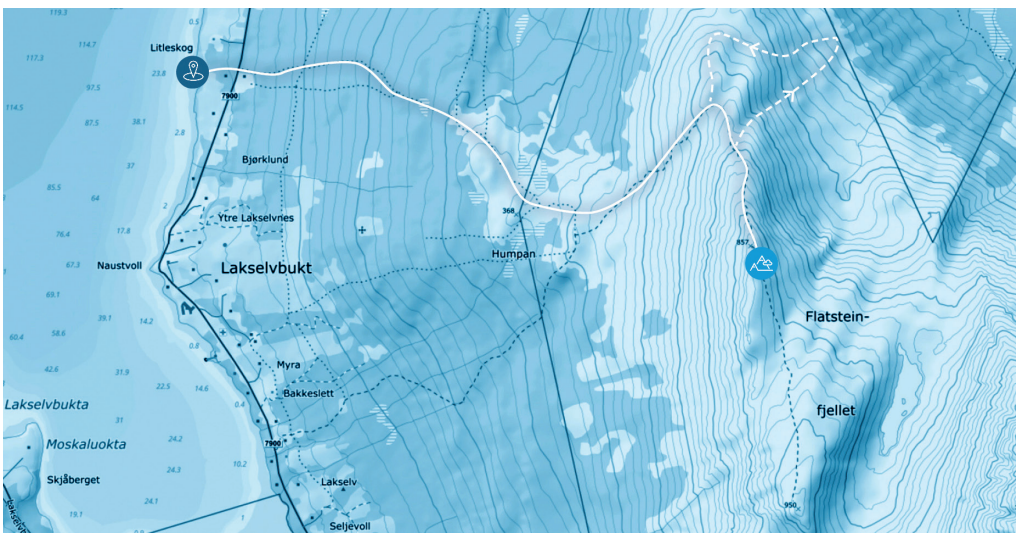 119.3
0.5
114.7
Litleskog
117.3
23.8
97.5
7900
114.5
87.5
38.1
2.8
Bjørklund
37
85.5
64
2
368
Ytre Lakselvnes
76.4
17.8
857
Humpan
Naustvoll
67.3
Lakselvbukt
69.1
39.1
14.2
Flatstein-
58.6
60.4
0.8
Myra
42.6
31.9
22.5
14.6
Bakkeslett
Lakselvbukta
0.4
fjellet
31
24.2
Moskaluokta
7900
10.2
24.3
Skjåberget
Lakselv
24.1
950
19.1
1
Seljevoll